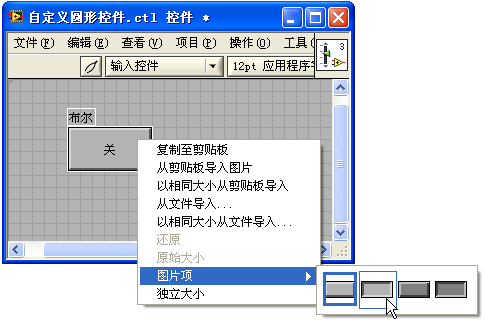 自定义圆形控件.ctl 控件 *
文件(F) 编辑(E) 查看(V) 项目(P) 操作(O) 工具
输入控件 12pt 应用程序
3
布尔
关
复制至剪贴板
从剪贴板导入图片
以相同大小从剪贴板导入
从文件导入...
以相同大小从文件导入...
还原
原始大小
图片项
独立大小